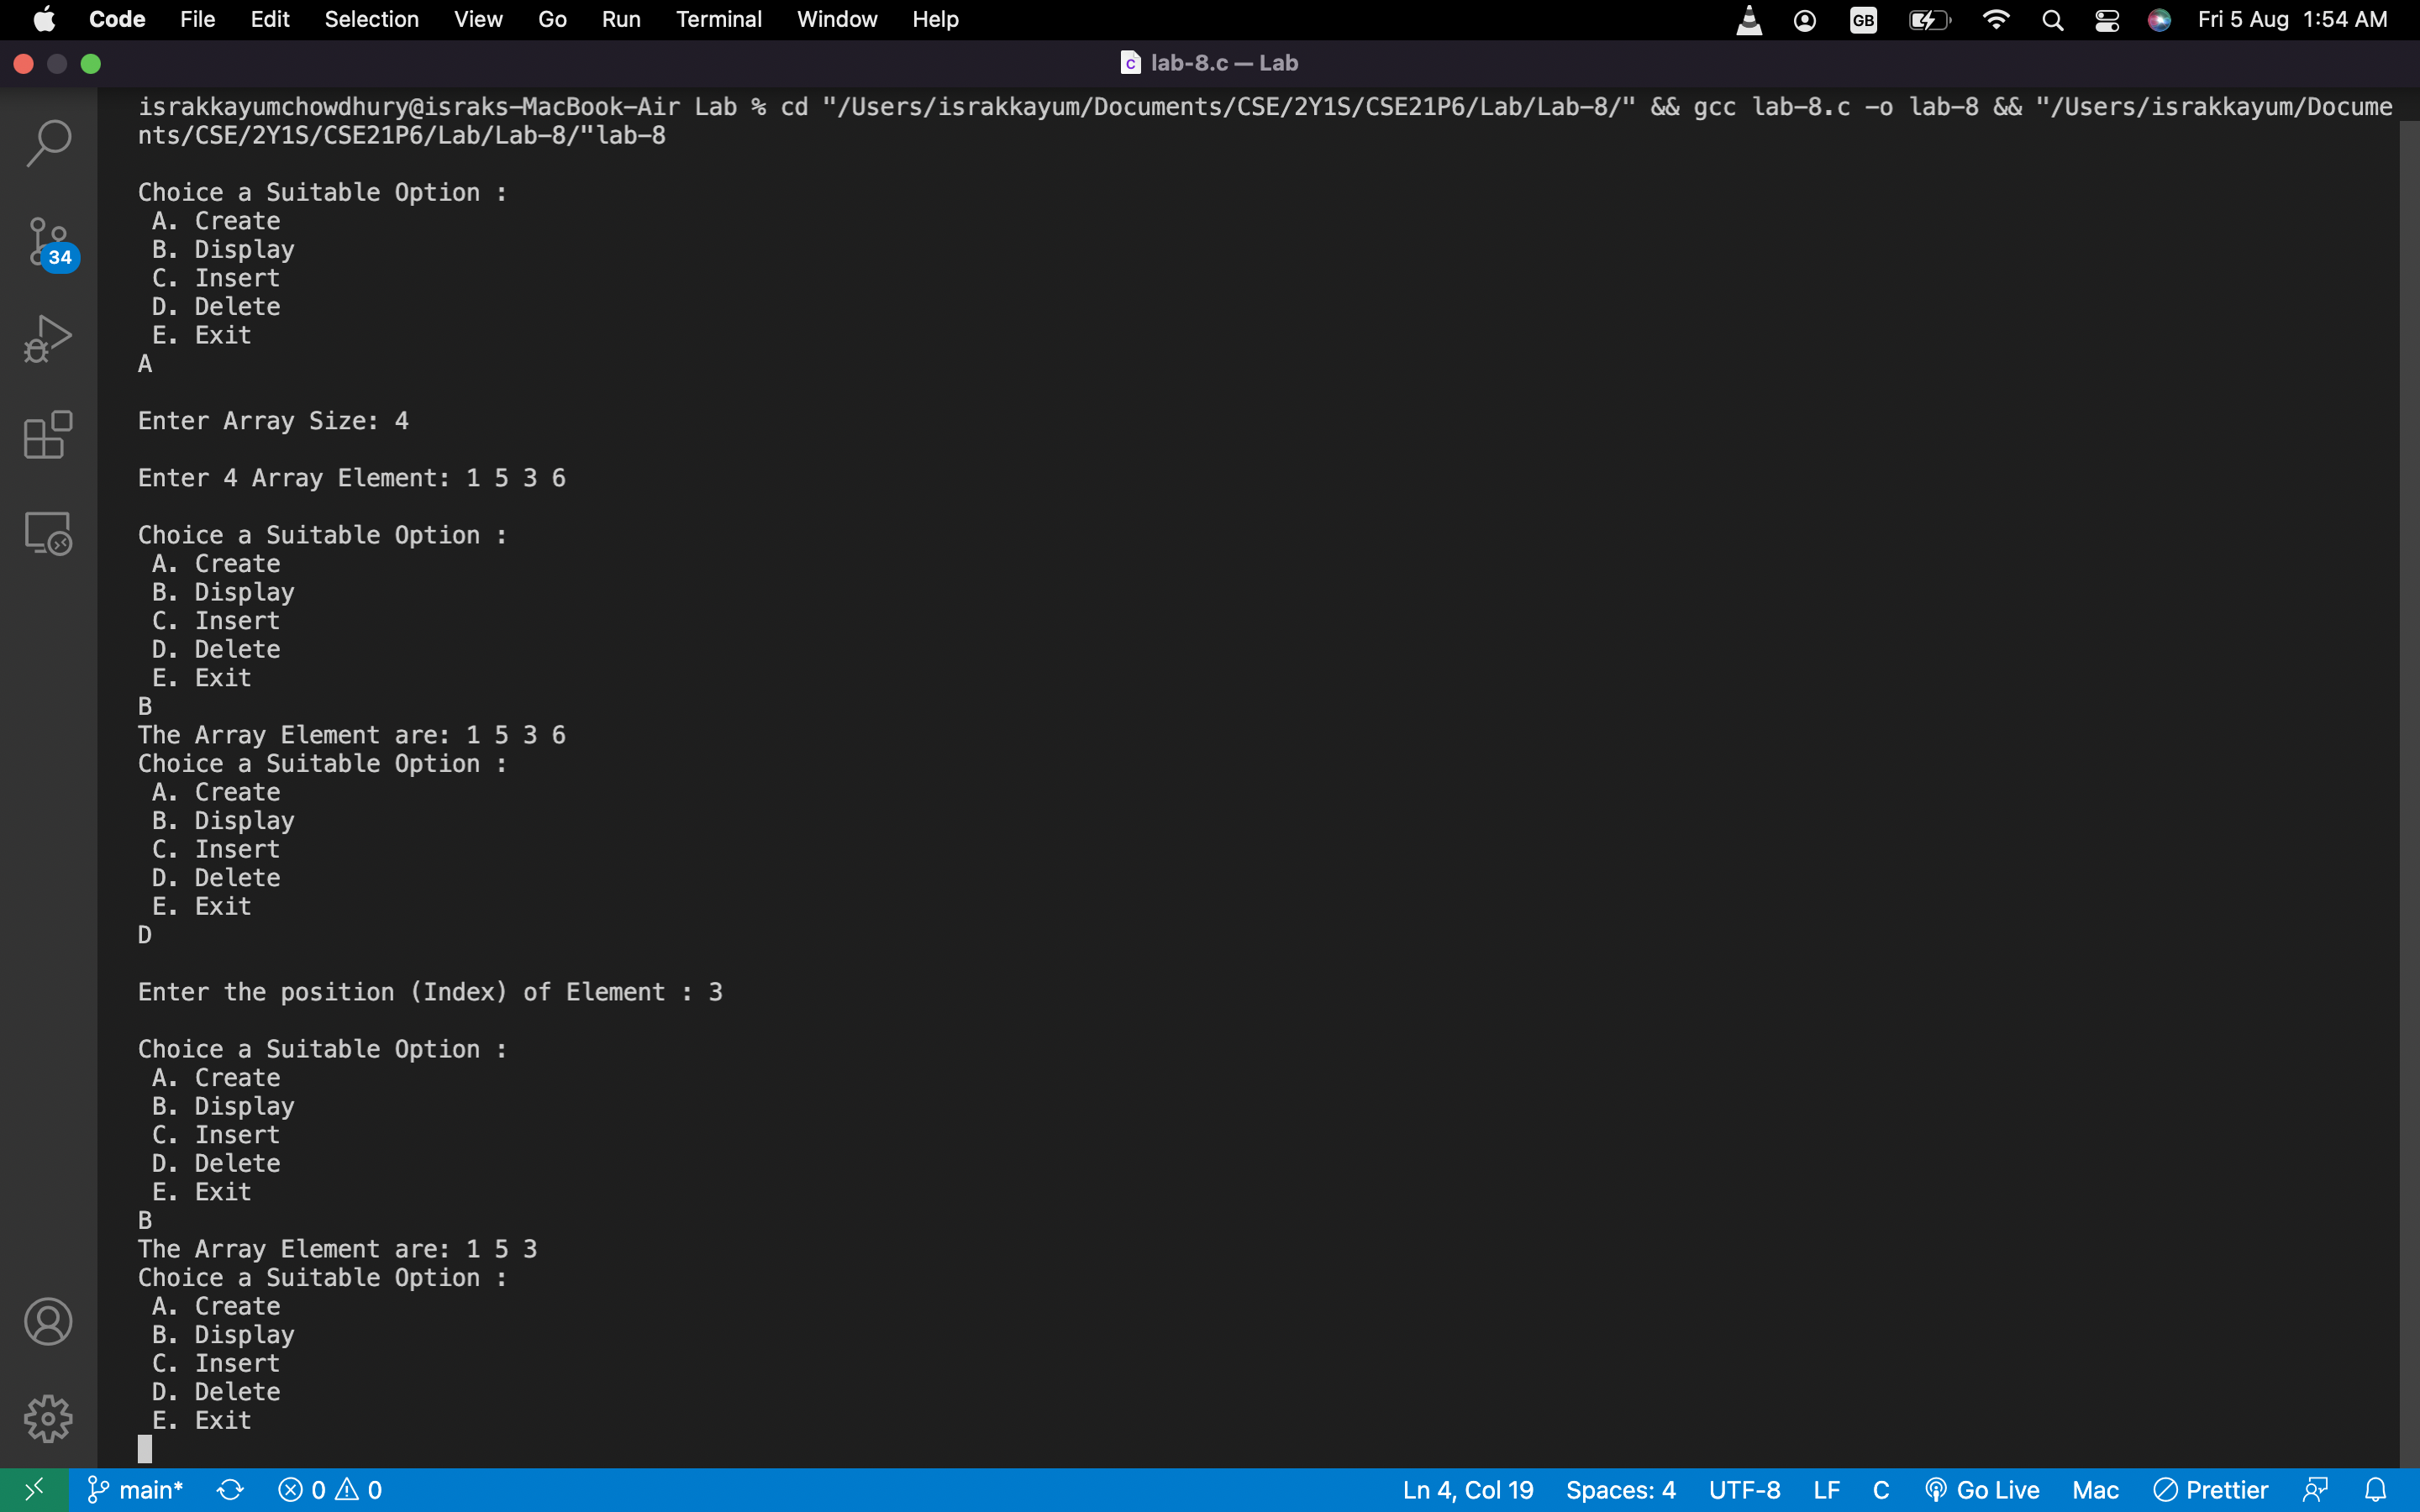 Code File Edit Selection View Go Run Terminal Window Help GB Fri 5 Aug 1:54 AM
C lab-8.c — Lab
israkkayumchowdhury@israks-MacBook-Air Lab % cd "/Users/israkkayum/Documents/CSE/2Y1S/CSE21P6/Lab/Lab-8/" && gcc lab-8.c -o lab-8 && "/Users/israkkayum/Docume
nts/CSE/2Y1S/CSE21P6/Lab/Lab-8/"lab-8
Choice a Suitable Option :
A. Create
B. Display
C. Insert
D. Delete
E. Exit
A
Enter Array Size: 4
Enter 4 Array Element: 1 5 3 6
Choice a Suitable Option :
A. Create
B. Display
C. Insert
D. Delete
E. Exit
B
The Array Element are: 1 5 3 6
Choice a Suitable Option :
A. Create
B. Display
C. Insert
D. Delete
E. Exit
D
Enter the position (Index) of Element : 3
Choice a Suitable Option :
A. Create
B. Display
C. Insert
D. Delete
E. Exit
B
The Array Element are: 1 5 3
Choice a Suitable Option :
A. Create
B. Display
C. Insert
D. Delete
E. Exit
34
main* 0 0 Ln 4, Col 19 Spaces: 4 UTF-8 LF C Go Live Mac Prettier